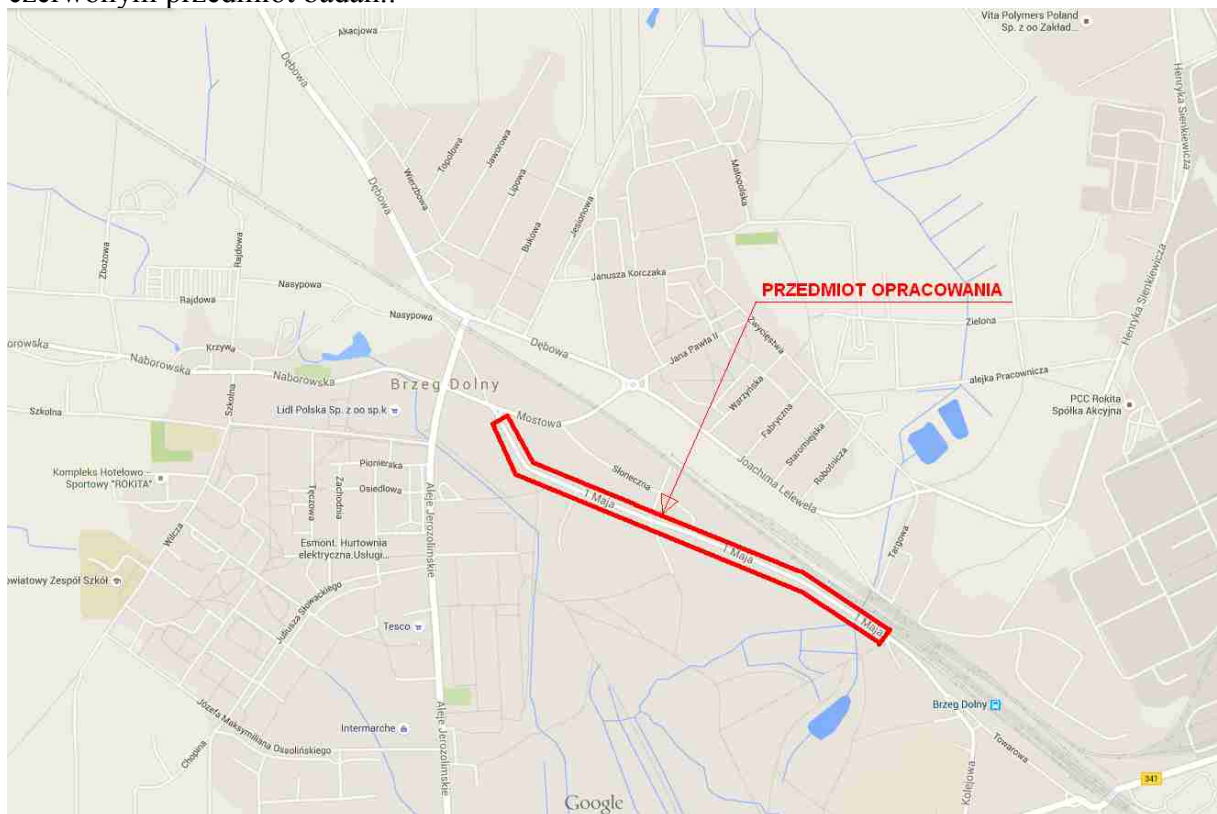 czerwonym przedmiot badań..
Vita Polymers Poland
Sp. z oo Zakład...
Akacjowa
Dębowa
Henryka Sienkiewicza
Topolowa
Jaworowa
Wierzbowa
Lipowa
Małopolska
Dębowa
Bukowa
Jesionowa
Zbożowa
Rajdowa
Janusza Korczaka
Henryka Sienkiewicza
Nasypowa
PRZEDMIOT OPRACOWANIA
Rajdowa
Nasypowa
Zwycięstwa
Zielona
orowska
Krzywa
Dębowa
Jana Pawła II
Naborowska
Naborowska
Brzeg Dolny
Warzyńska
alejka Pracownicza
Szkolna
Szkolna
Lidl Polska Sp. z oo sp.k
Mostowa
Fabryczna
PCC Rokita
Spółka Akcyjna
Staromiejska
Robotnicza
Pionierska
Kompleks Hotelowo -
Sportowy "ROKITA"
Słoneczna
Joachima Lelewela
Tęczowa
Zachodnia
Osiedlowa
1 Maja
Aleje Jerozolimskie
Wilcza
Esmont. Hurtownia
elektryczna.Usługi...
Targowa
1 Maja
owiatowy Zespół Szkół
Juliusza Słowackiego
Tesco
1 Maja
Józefa Maksymiliana Ossolińskiego
Aleje Jerozolimskie
Brzeg Dolny
Intermarche
Chopina
Towarowa
Kolejowa
341
Google